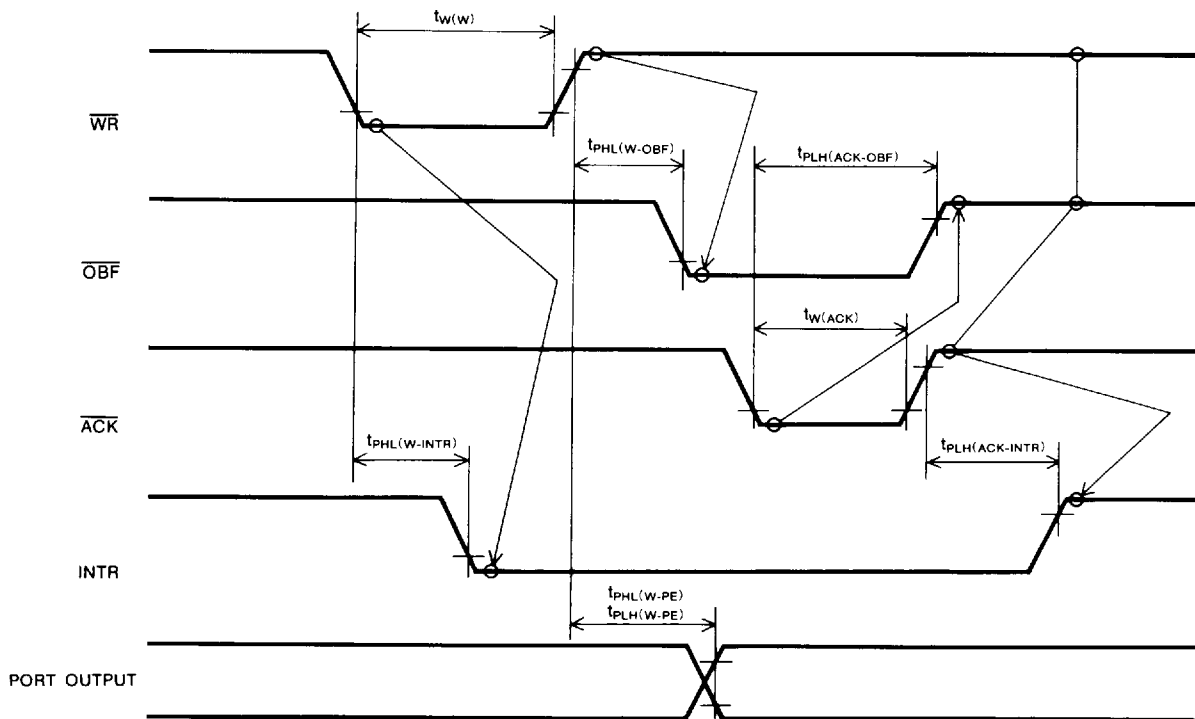 tW(W)
WR
tPHL(W-OBF)
tPLH(ACK-OBF)
OBF
tW(ACK)
ACK
tPHL(W-INTR)
tPLH(ACK-INTR)
INTR
tPHL(W-PE)
tPLH(W-PE)
PORT OUTPUT